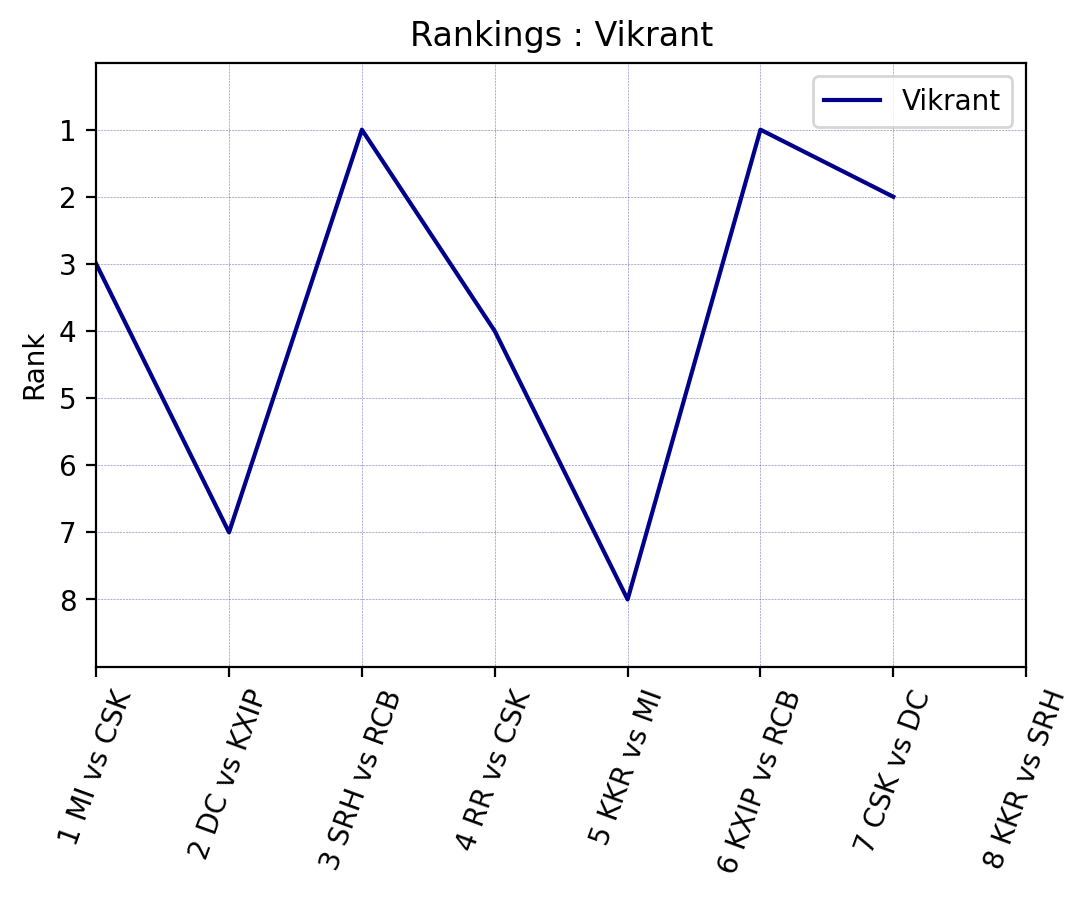 Rankings : Vikrant
Vikrant
Rank
1
2
3
4
5
6
7
8
1 MI vs CSK
2 DC vs KXIP
3 SRH vs RCB
4 RR vs CSK
5 KKR vs MI
6 KXIP vs RCB
7 CSK vs DC
8 KKR vs SRH